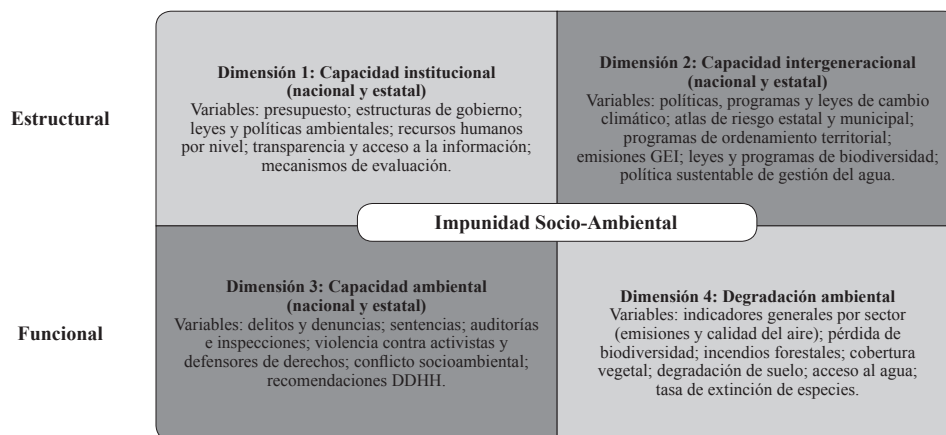 Estructural
Dimensión 1: Capacidad institucional
(nacional y estatal)
Variables: presupuesto; estructuras de gobierno;
leyes y políticas ambientales; recursos humanos
por nivel; transparencia y acceso a la información;
mecanismos de evaluación.
Dimensión 2: Capacidad intergeneracional
(nacional y estatal)
Variables: políticas, programas y leyes de cambio
climático; atlas de riesgo estatal y municipal;
programas de ordenamiento territorial;
emisiones GEI; leyes y programas de biodiversidad;
política sustentable de gestión del agua.
Impunidad Socio-Ambiental
Funcional
Dimensión 3: Capacidad ambiental
(nacional y estatal)
Variables: delitos y denuncias; sentencias; auditorías
e inspecciones; violencia contra activistas y
defensores de derechos; conflicto socioambiental;
recomendaciones DDHH.
Dimensión 4: Degradación ambiental
Variables: indicadores generales por sector
(emisiones y calidad del aire); pérdida de
biodiversidad; incendios forestales; cobertura
vegetal; degradación de suelo; acceso al agua;
tasa de extinción de especies.